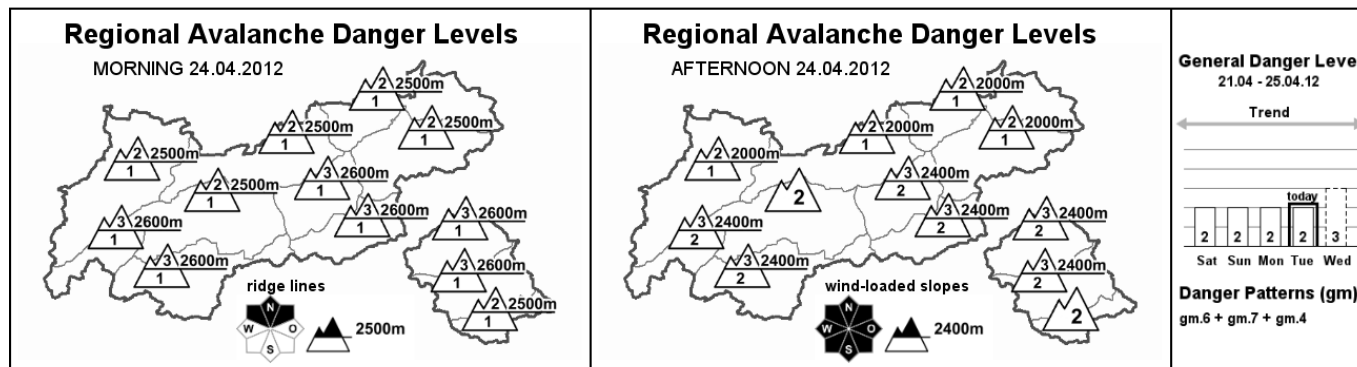 Regional Avalanche Danger Levels
MORNING 24.04.2012
2 2500m
1
2 2500m
1
2 2500m
1
2 2500m
1
3 2600m
1
2 2500m
1
3 2600m
1
3 2600m
1
3 2600m
1
3 2600m
1
3 2600m
1
2 2500m
1
ridge lines
N
W O
S
2500m
Regional Avalanche Danger Levels
AFTERNOON 24.04.2012
2 2000m
1
2 2000m
1
2 2000m
1
2 2000m
1
3 2400m
2
2
3 2400m
2
3 2400m
2
3 2400m
2
3 2400m
2
3 2400m
2
2
wind-loaded slopes
N
W O
S
2400m
General Danger Leve
21.04 - 25.04.12
Trend
today
2 2 2 2 3
Sat Sun Mon Tue Wed
Danger Patterns (gm)
gm.6 + gm.7 + gm.4